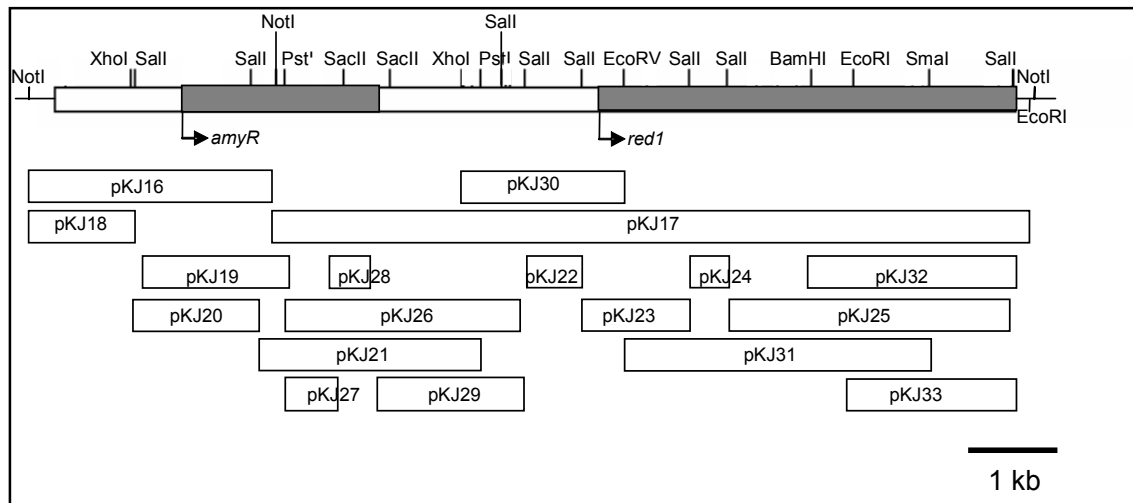 NotI SalI
XhoI SalI SalI Pst' SacII SacII XhoI PstI SalI SalI EcoRV SalI SalI BamHI EcoRI SmaI SalI
NotI NotI
EcoRI
amyR red1
pKJ16 pKJ30
pKJ18 pKJ17
pKJ19 pKJ28 pKJ22 pKJ24 pKJ32
pKJ20 pKJ26 pKJ23 pKJ25
pKJ21 pKJ31
pKJ27 pKJ29 pKJ33
1 kb